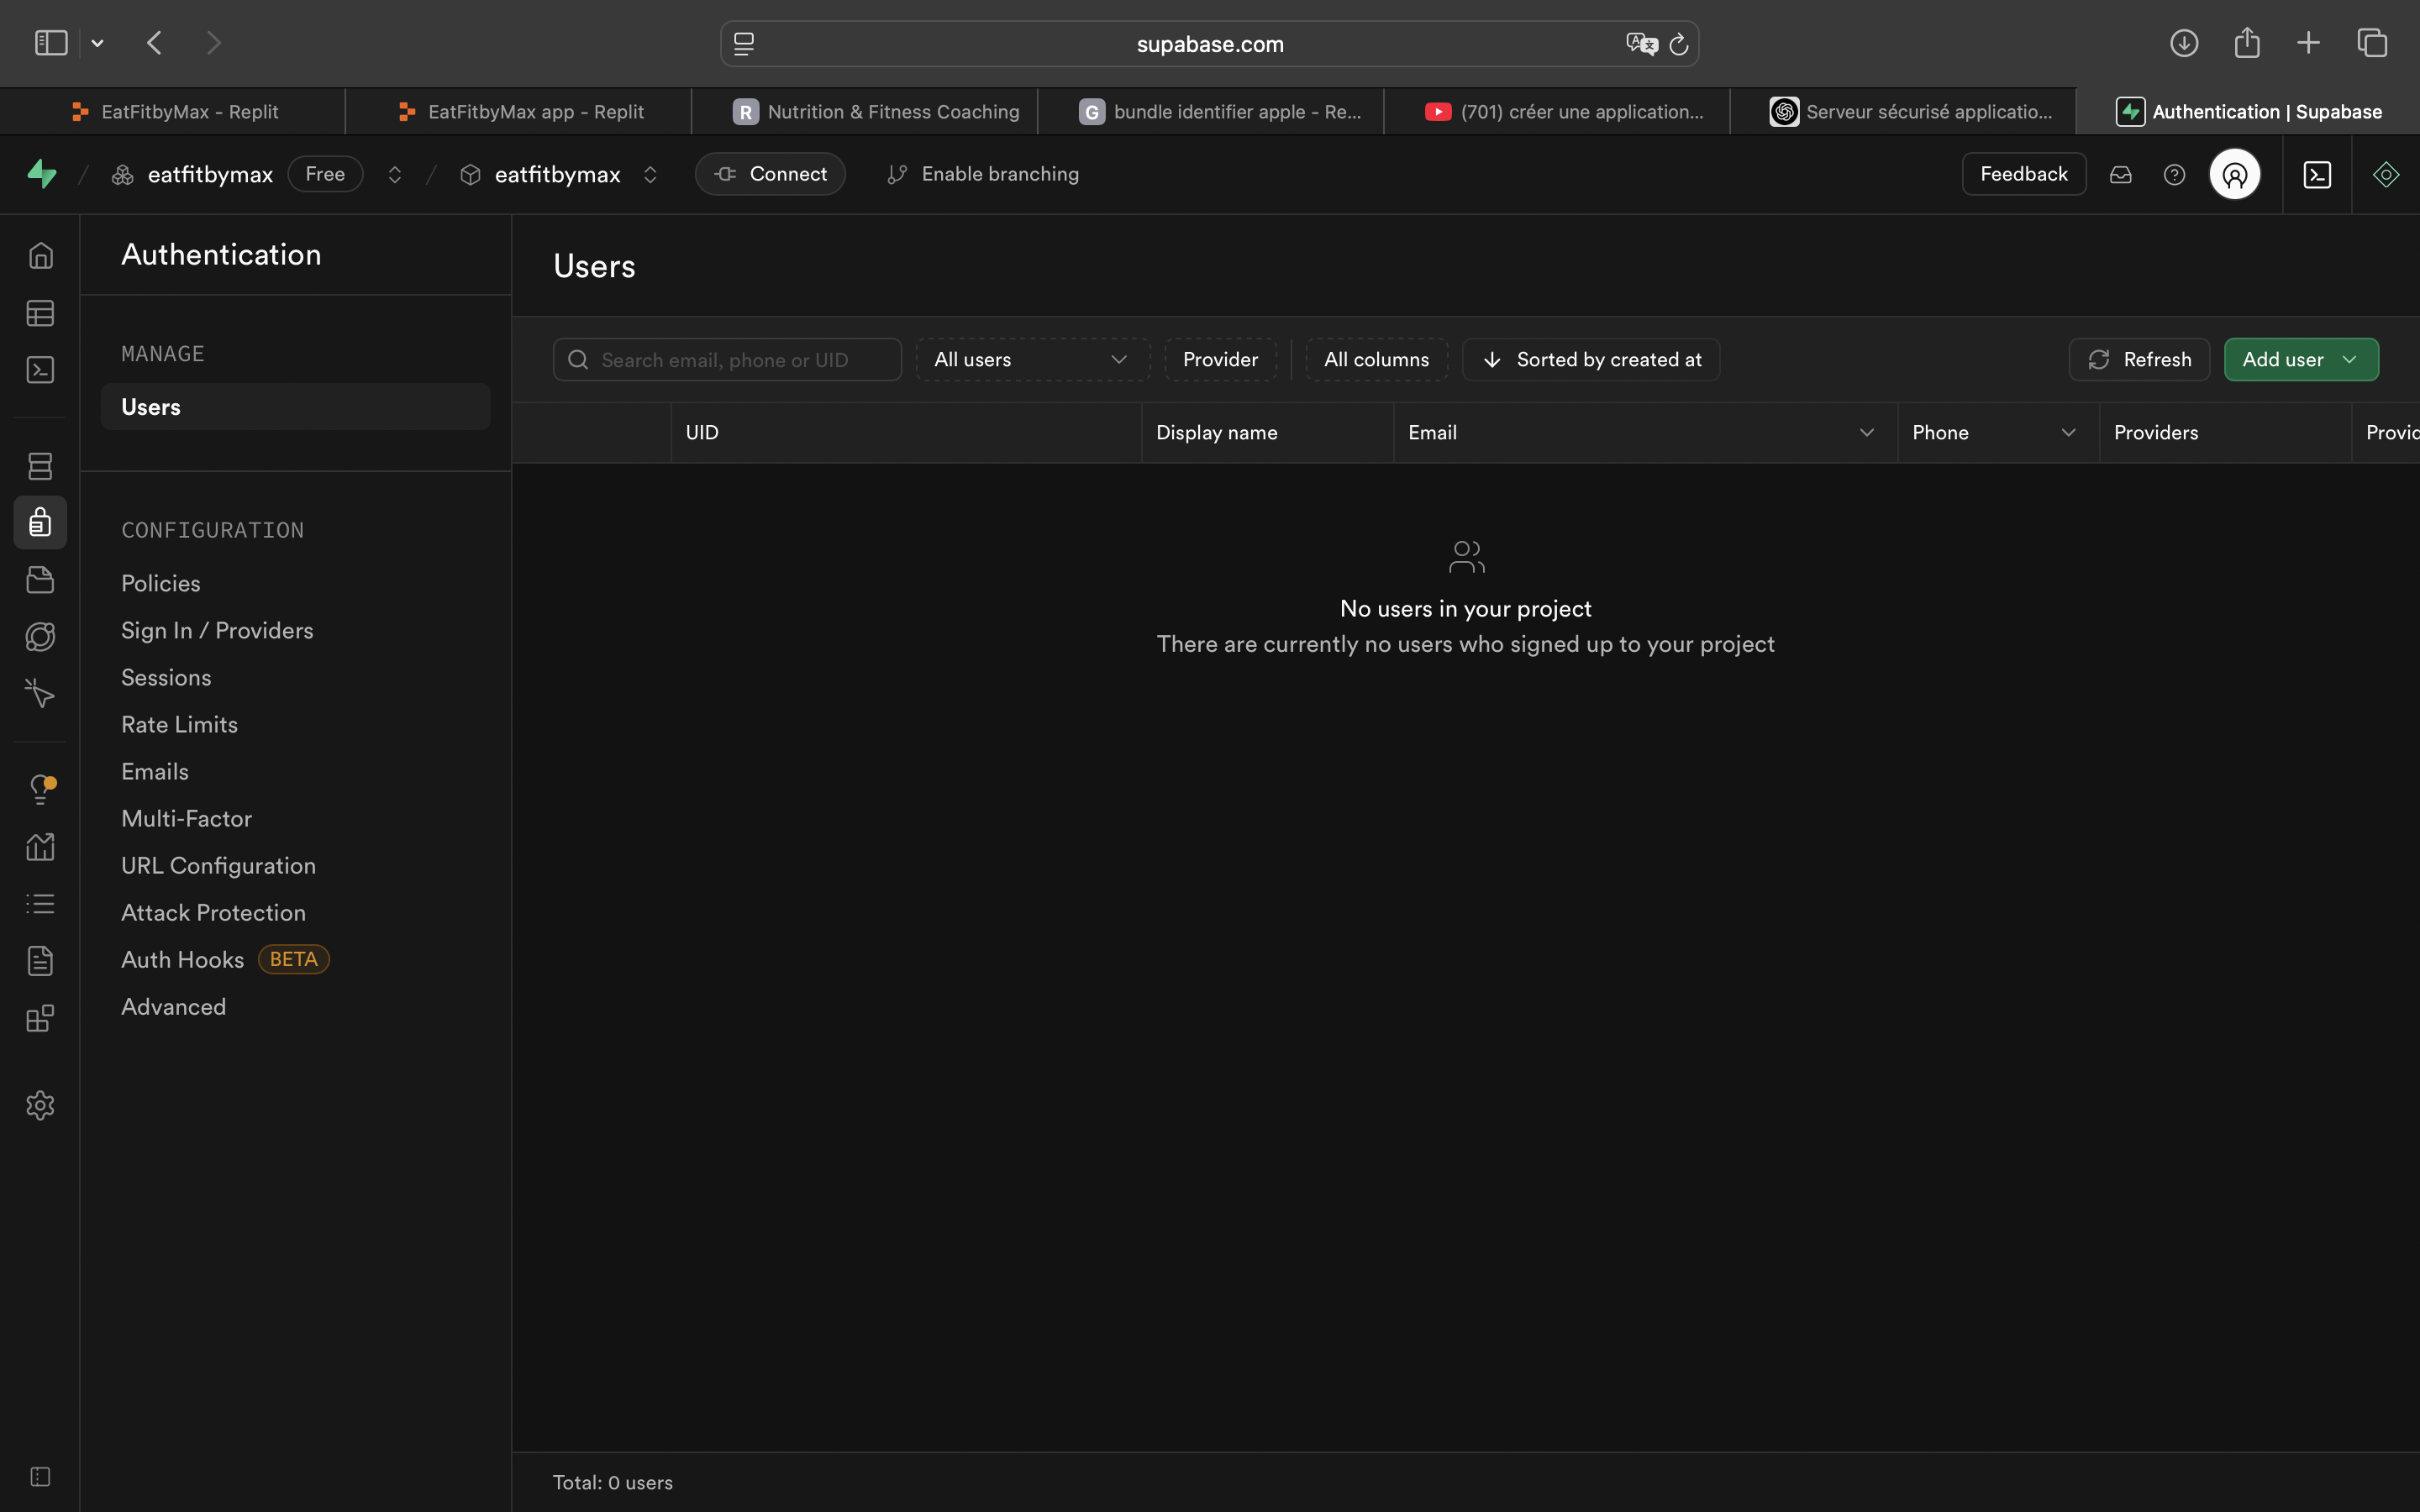 supabase.com
EatFitbyMax - Replit
EatFitbyMax app - Replit
R Nutrition & Fitness Coaching
G bundle identifier apple - Re...
(701) créer une application...
Serveur sécurisé applicatio...
Authentication | Supabase
eatfitbymax Free / eatfitbymax Connect Enable branching Feedback
Authentication
MANAGE
Users
CONFIGURATION
Policies
Sign In / Providers
Sessions
Rate Limits
Emails
Multi-Factor
URL Configuration
Attack Protection
Auth Hooks BETA
Advanced
Users
Search email, phone or UID All users Provider All columns Sorted by created at Refresh Add user
UID Display name Email Phone Providers Provid
No users in your project
There are currently no users who signed up to your project
Total: 0 users